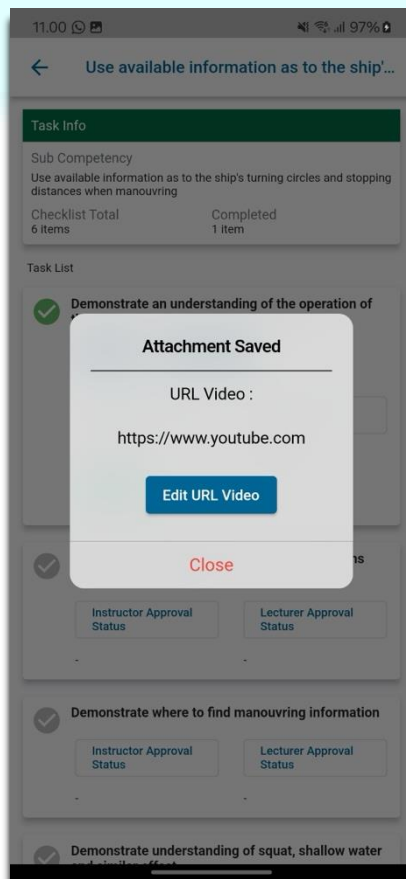 11.00 97%
Use available information as to the ship'...
Task Info
Sub Competency
Use available information as to the ship's turning circles and stopping
distances when manouvring
Checklist Total Completed
6 items 1 item
Task List
Demonstrate an understanding of the operation of
Attachment Saved
URL Video :
https://www.youtube.com
Edit URL Video
Close
Instructor Approval Lecturer Approval
Status Status
- -
Demonstrate where to find manouvring information
Instructor Approval Lecturer Approval
Status Status
- -
Demonstrate understanding of squat, shallow water
and similar effect